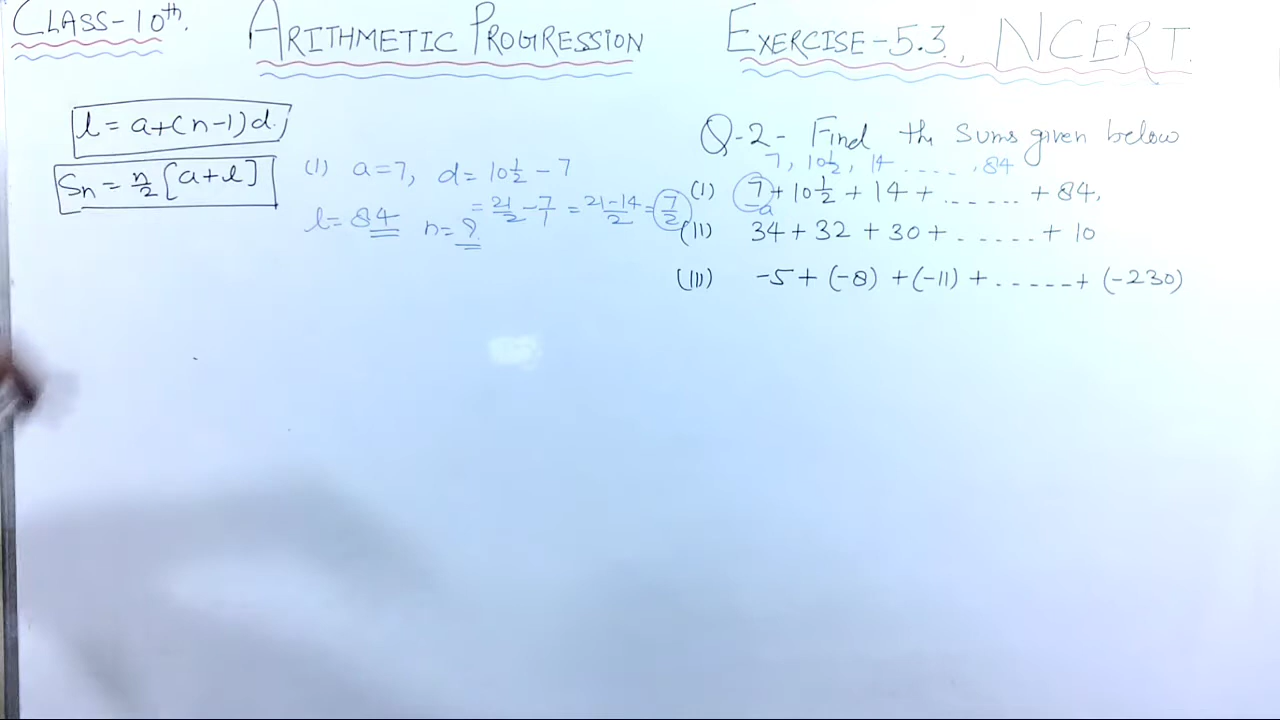 CLASS-10th. ARITHMETIC PROGRESSION EXERCISE-5.3, NCERT.
l = a+(n-1)d.
Sn = n/2 [a+l]
(I) a=7, d= 10½ - 7
= 21/2 - 7/1 = 21-14/2 = 7/2
l= 84 n= ?
Q-2- Find the sums given below
7, 10½, 14 ....., 84
(I) 7 + 10½ + 14 + ...... + 84,
a
(II) 34 + 32 + 30 + ...... + 10
(III) -5 + (-8) + (-11) + ......+ (-230)